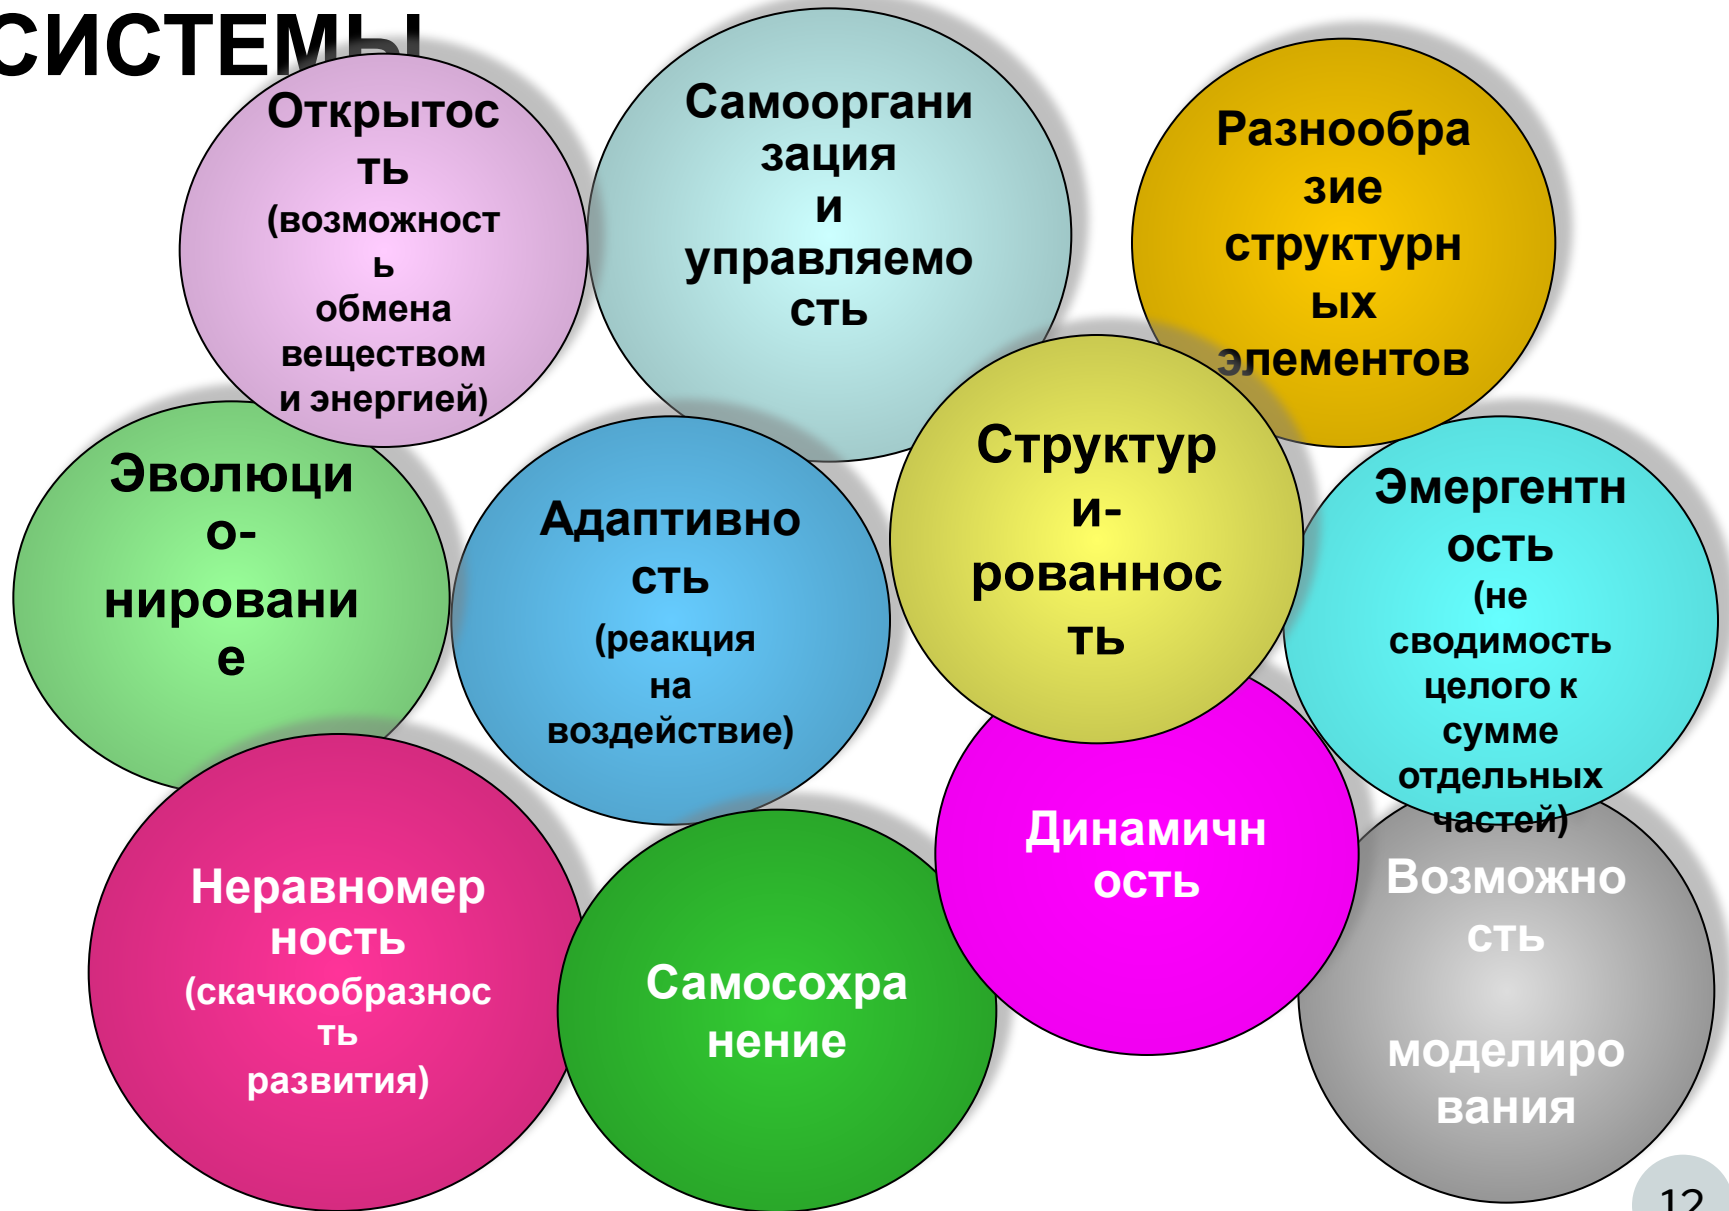 СИСТЕМЫ
Открытос
ть
(возможност
ь
обмена
веществом
и энергией)
Самооргани
зация
и
управляемо
сть
Разнообра
зие
структурн
ых
элементов
Эволюци
о-
нировани
е
Адаптивно
сть
(реакция
на
воздействие)
Структур
и-
рованнос
ть
Эмергентн
ость
(не
сводимость
целого к
сумме
отдельных
частей)
Неравномер
ность
(скачкообразнос
ть
развития)
Самосохра
нение
Динамичн
ость
Возможно
сть
моделиро
вания
12